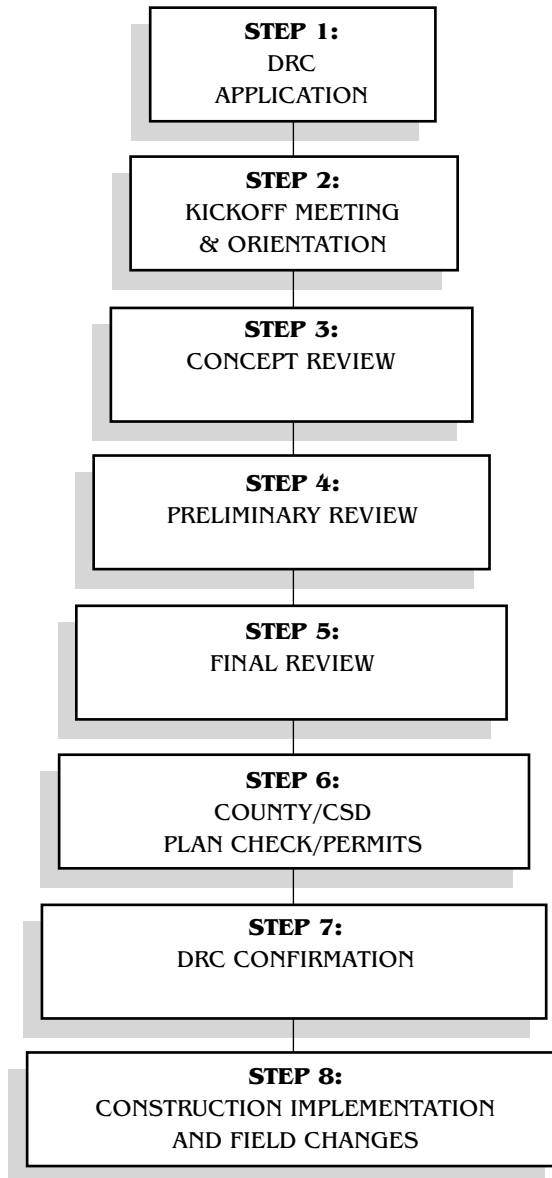 STEP 1:
DRC
APPLICATION
STEP 2:
KICKOFF MEETING
& ORIENTATION
STEP 3:
CONCEPT REVIEW
STEP 4:
PRELIMINARY REVIEW
STEP 5:
FINAL REVIEW
STEP 6:
COUNTY/CSD
PLAN CHECK/PERMITS
STEP 7:
DRC CONFIRMATION
STEP 8:
CONSTRUCTION IMPLEMENTATION
AND FIELD CHANGES